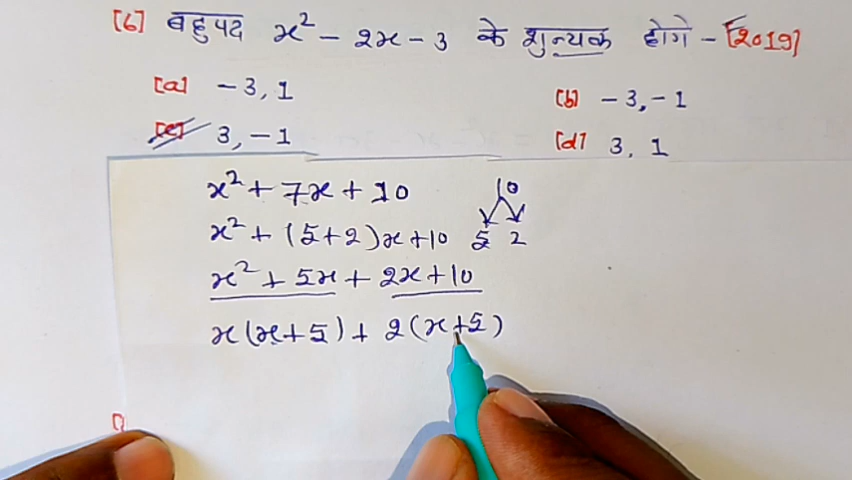 [6] बहुपद x² - 2x - 3 के शुन्यक होगे - [2019]
[a] -3, 1
[b] -3, -1
[c] 3, -1
[d] 3, 1
x² + 7x + 10
10
x² + (5+2)x + 10
5 2
x² + 5x + 2x + 10
x(x+5) + 2(x+5)